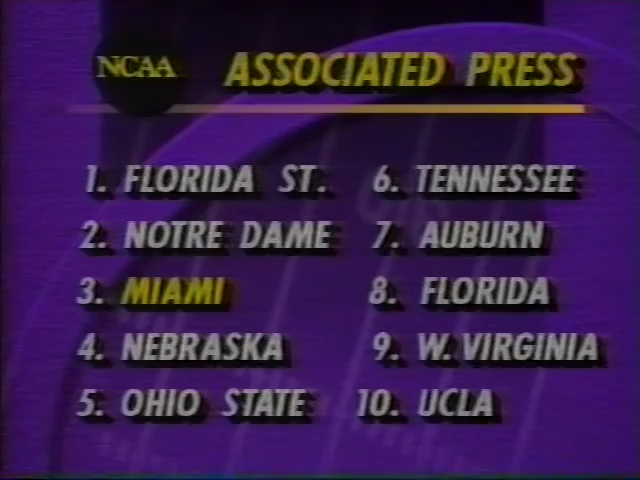 NCAA ASSOCIATED PRESS
1. FLORIDA ST.
2. NOTRE DAME
3. MIAMI
4. NEBRASKA
5. OHIO STATE
6. TENNESSEE
7. AUBURN
8. FLORIDA
9. W. VIRGINIA
10. UCLA